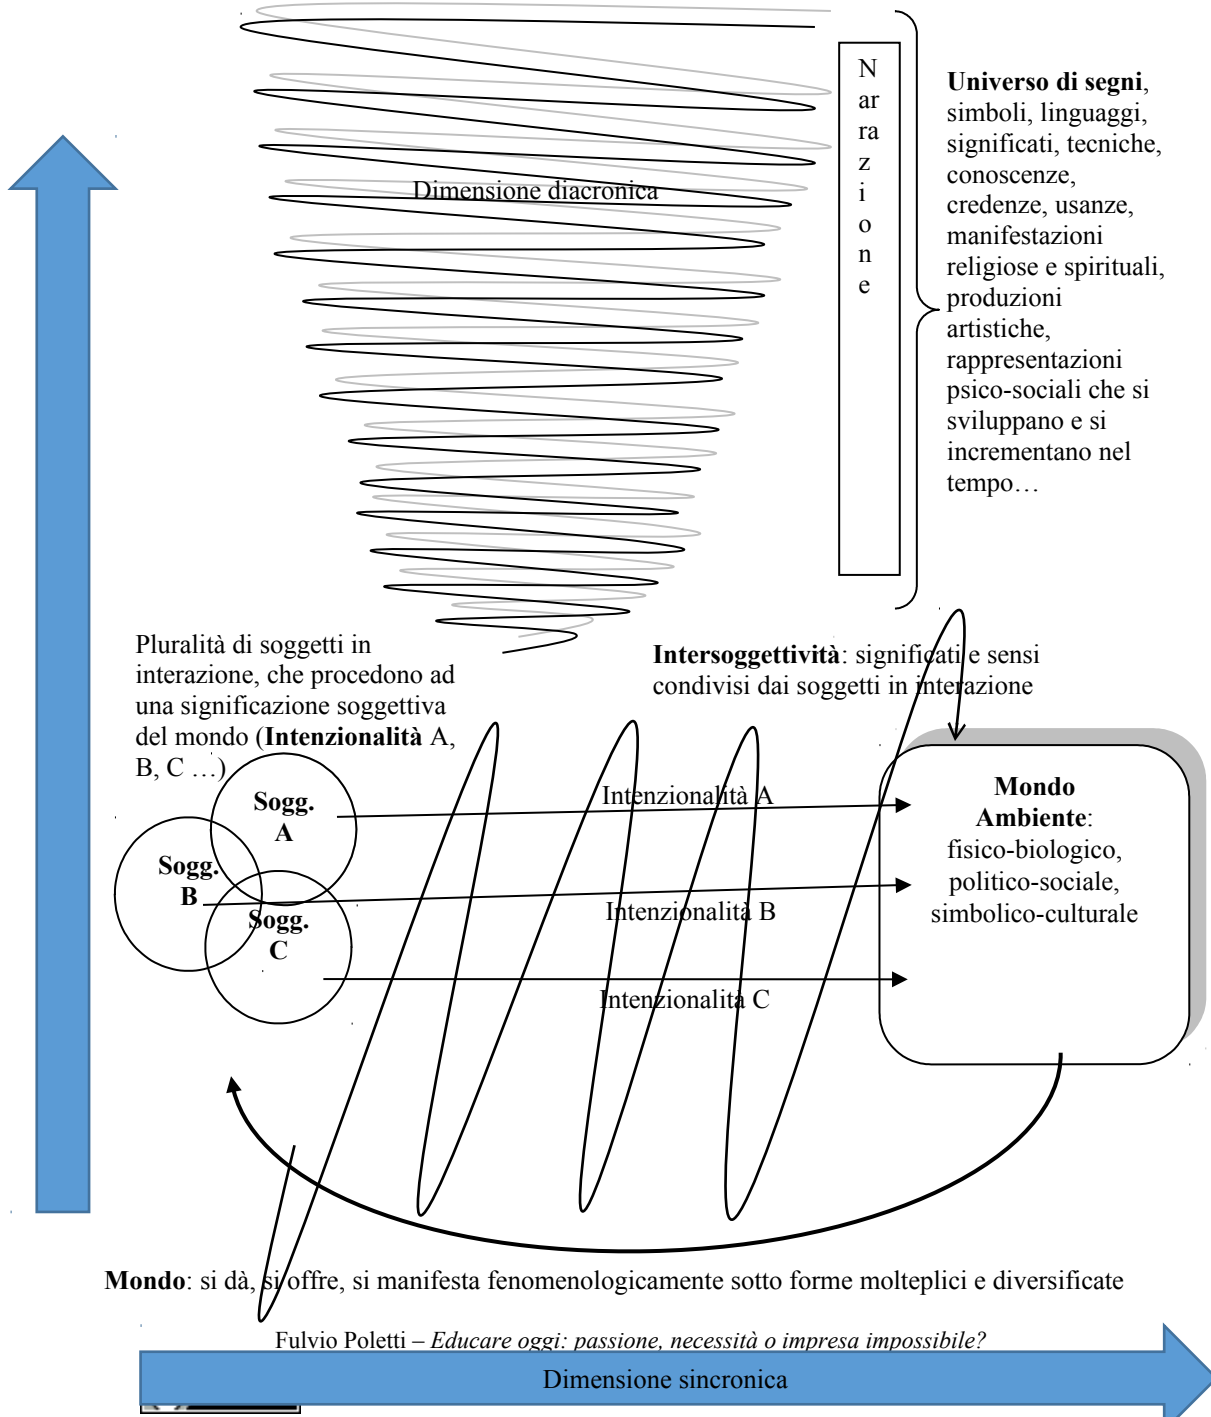 N
ar
ra
z
i
o
n
e
Universo di segni,
simboli, linguaggi,
significati, tecniche,
conoscenze,
credenze, usanze,
manifestazioni
religiose e spirituali,
produzioni
artistiche,
rappresentazioni
psico-sociali che si
sviluppano e si
incrementano nel
tempo…
Dimensione diacronica
Pluralità di soggetti in
interazione, che procedono ad
una significazione soggettiva
del mondo (Intenzionalità A,
B, C …)
Intersoggettività: significati e sensi
condivisi dai soggetti in interazione
Sogg.
A
Sogg.
B
Sogg.
C
Intenzionalità A
Intenzionalità B
Intenzionalità C
Mondo
Ambiente:
fisico-biologico,
politico-sociale,
simbolico-culturale
Mondo: si dà, si offre, si manifesta fenomenologicamente sotto forme molteplici e diversificate
Fulvio Poletti – Educare oggi: passione, necessità o impresa impossibile?
Dimensione sincronica